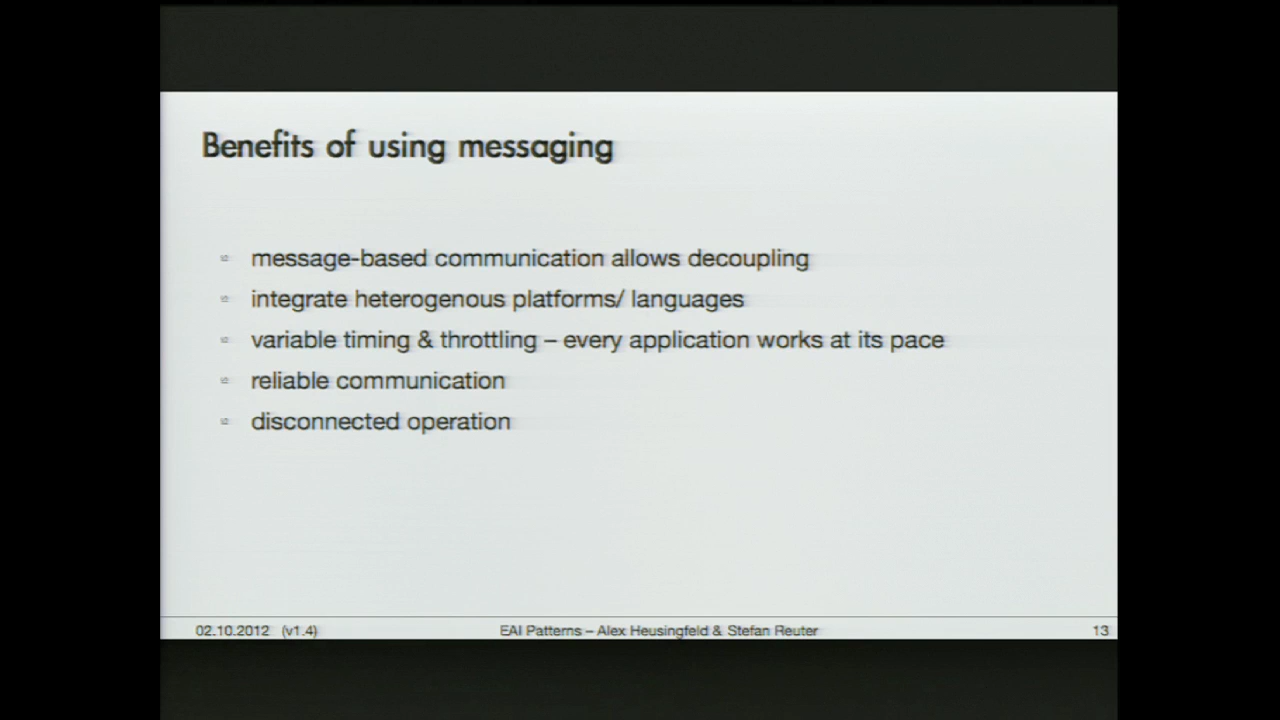 Benefits of using messaging
message-based communication allows decoupling
integrate heterogenous platforms/ languages
variable timing & throttling – every application works at its pace
reliable communication
disconnected operation
02.10.2012 (v1.4)
EAI Patterns – Alex Heusingfeld & Stefan Reuter
13